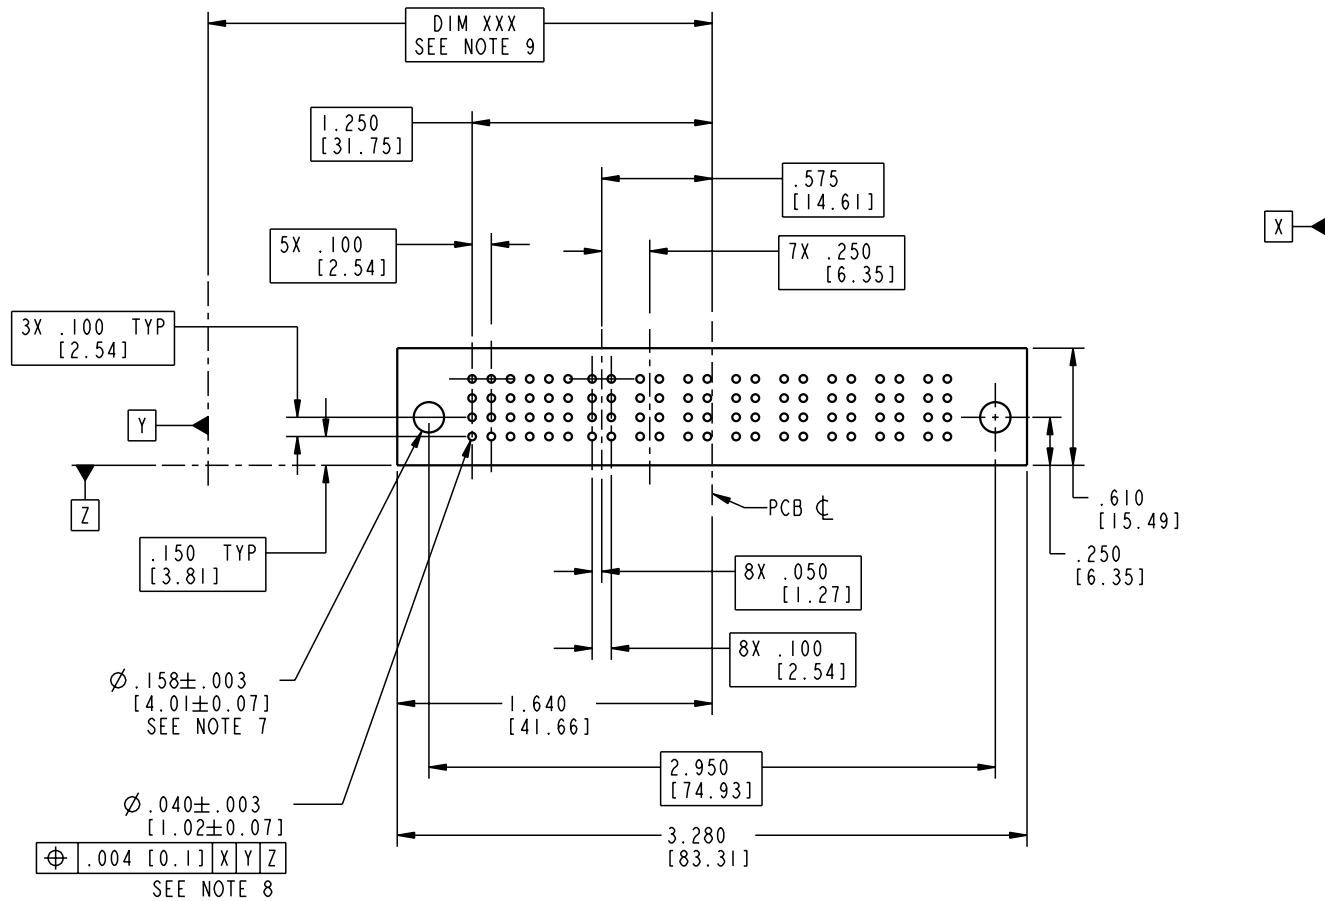 DIM XXX
SEE NOTE 9
1.250
[31.75]
.575
[14.61]
X
5X .100
[2.54]
7X .250
[6.35]
3X .100 TYP
[2.54]
Y
Z
PCB ℄
.610
[15.49]
.150 TYP
[3.81]
.250
[6.35]
8X .050
[1.27]
8X .100
[2.54]
⌀.158±.003
[4.01±0.07]
SEE NOTE 7
1.640
[41.66]
2.950
[74.93]
⌀.040±.003
[1.02±0.07]
⌖ .004 [0.1] X Y Z
SEE NOTE 8
3.280
[83.31]